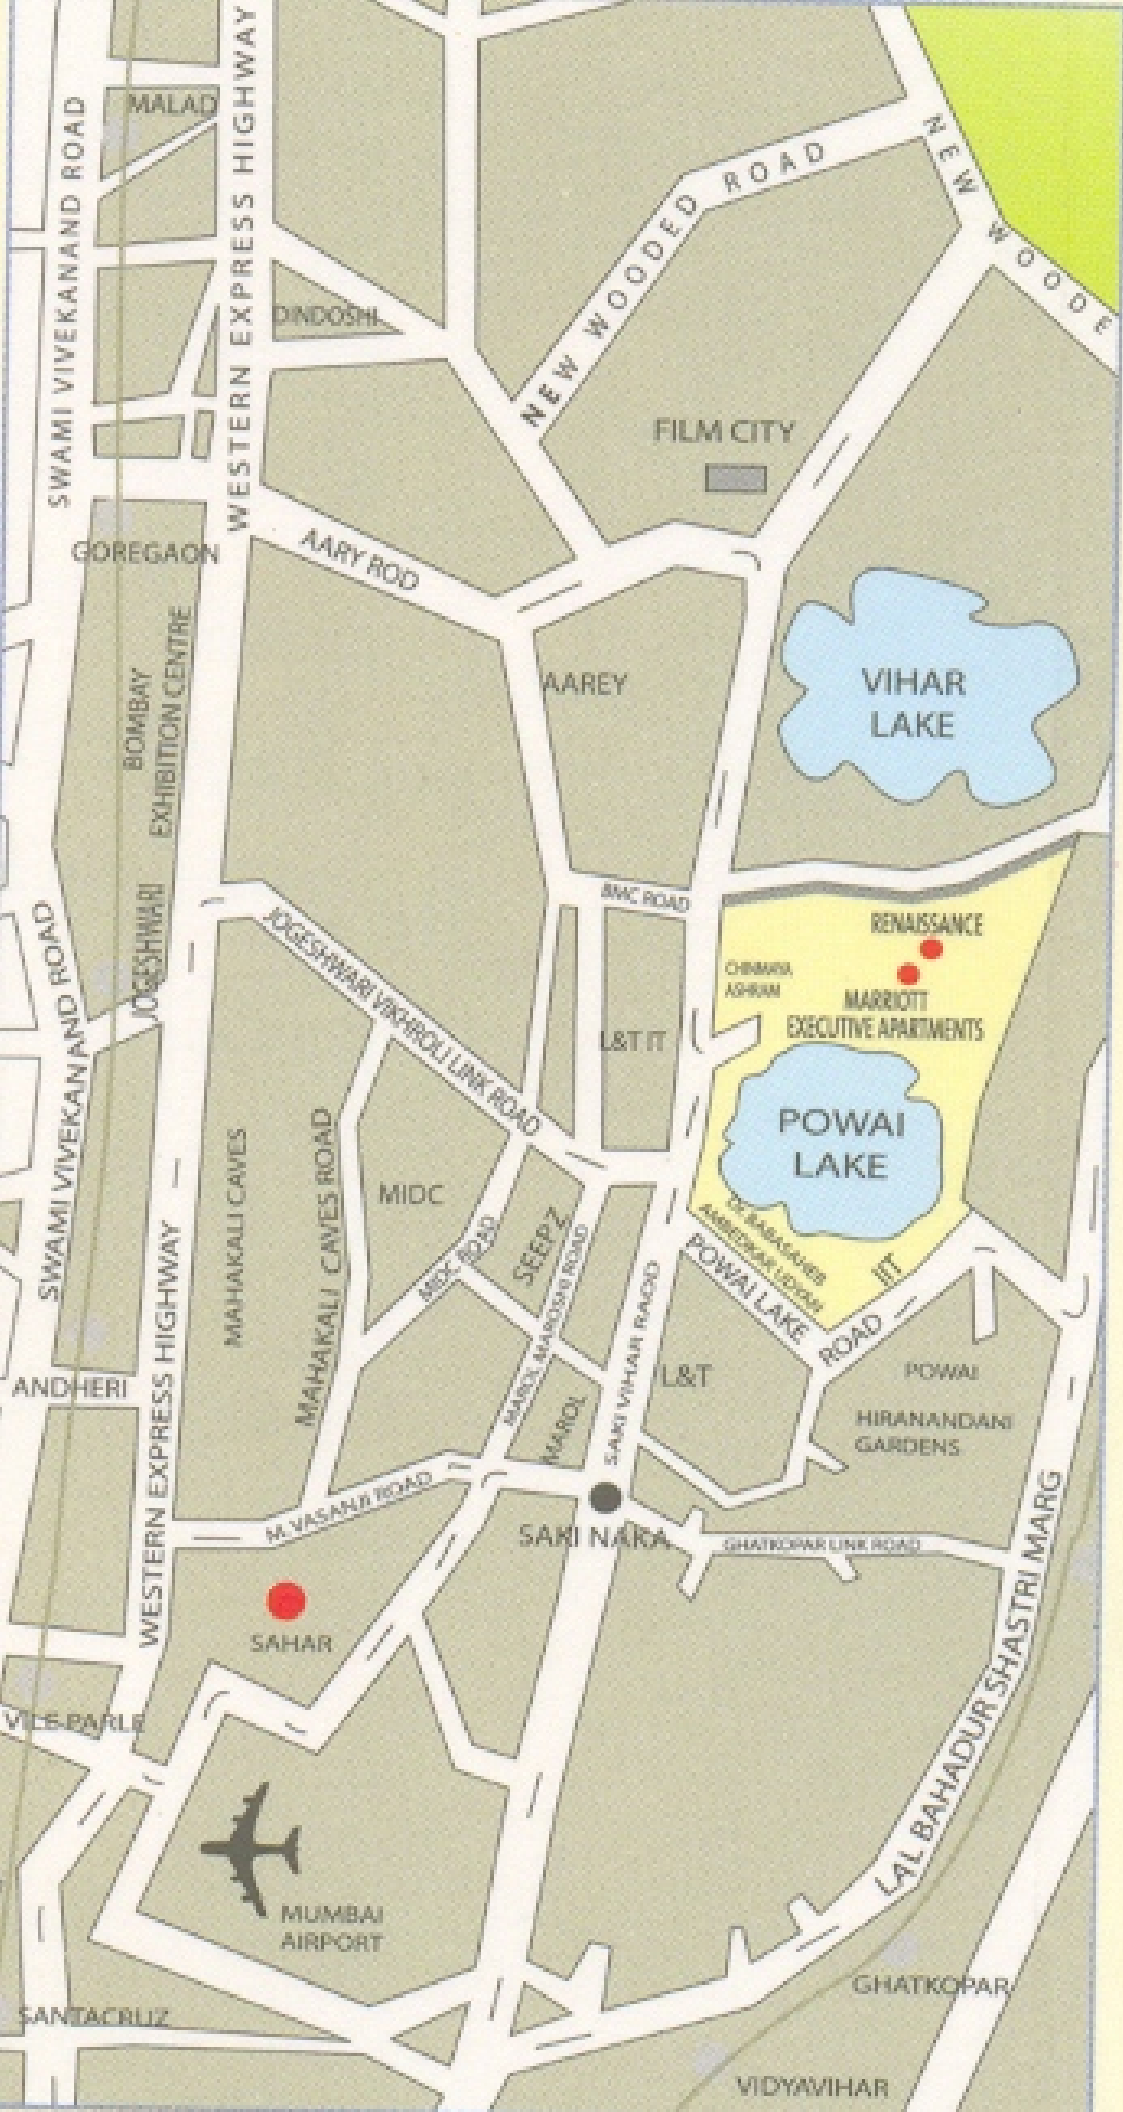 MALAD
SWAMI VIVEKANAND ROAD
WESTERN EXPRESS HIGHWAY
NEW WOODED ROAD
NEW WOODE
DINDOSHI
FILM CITY
GOREGAON
AARY ROD
BOMBAY
EXHIBITION CENTRE
AAREY
VIHAR
LAKE
JOGESHWARI
BMC ROAD
RENAISSANCE
CHINMAYA
ASHRAM
MARRIOTT
EXECUTIVE APARTMENTS
SWAMI VIVEKANAND ROAD
JOGESHWARI VIKHROLI LINK ROAD
L&T IT
POWAI
LAKE
MAHAKALI CAVES
MAHAKALI CAVES ROAD
MIDC
MIDC ROAD
SEEPZ
MAROL MAROSHI ROAD
DR. BABASAHEB
AMBEDKAR UDYAN
IIT
POWAI LAKE ROAD
SAKI VIHAR RAOD
L&T
POWAI
HIRANANDANI
GARDENS
ANDHERI
WESTERN EXPRESS HIGHWAY
MAROL
M. VASANJI ROAD
SAKI NAKA
GHATKOPAR LINK ROAD
LAL BAHADUR SHASTRI MARG
SAHAR
VILE PARLE
MUMBAI
AIRPORT
SANTACRUZ
GHATKOPAR
VIDYAVIHAR